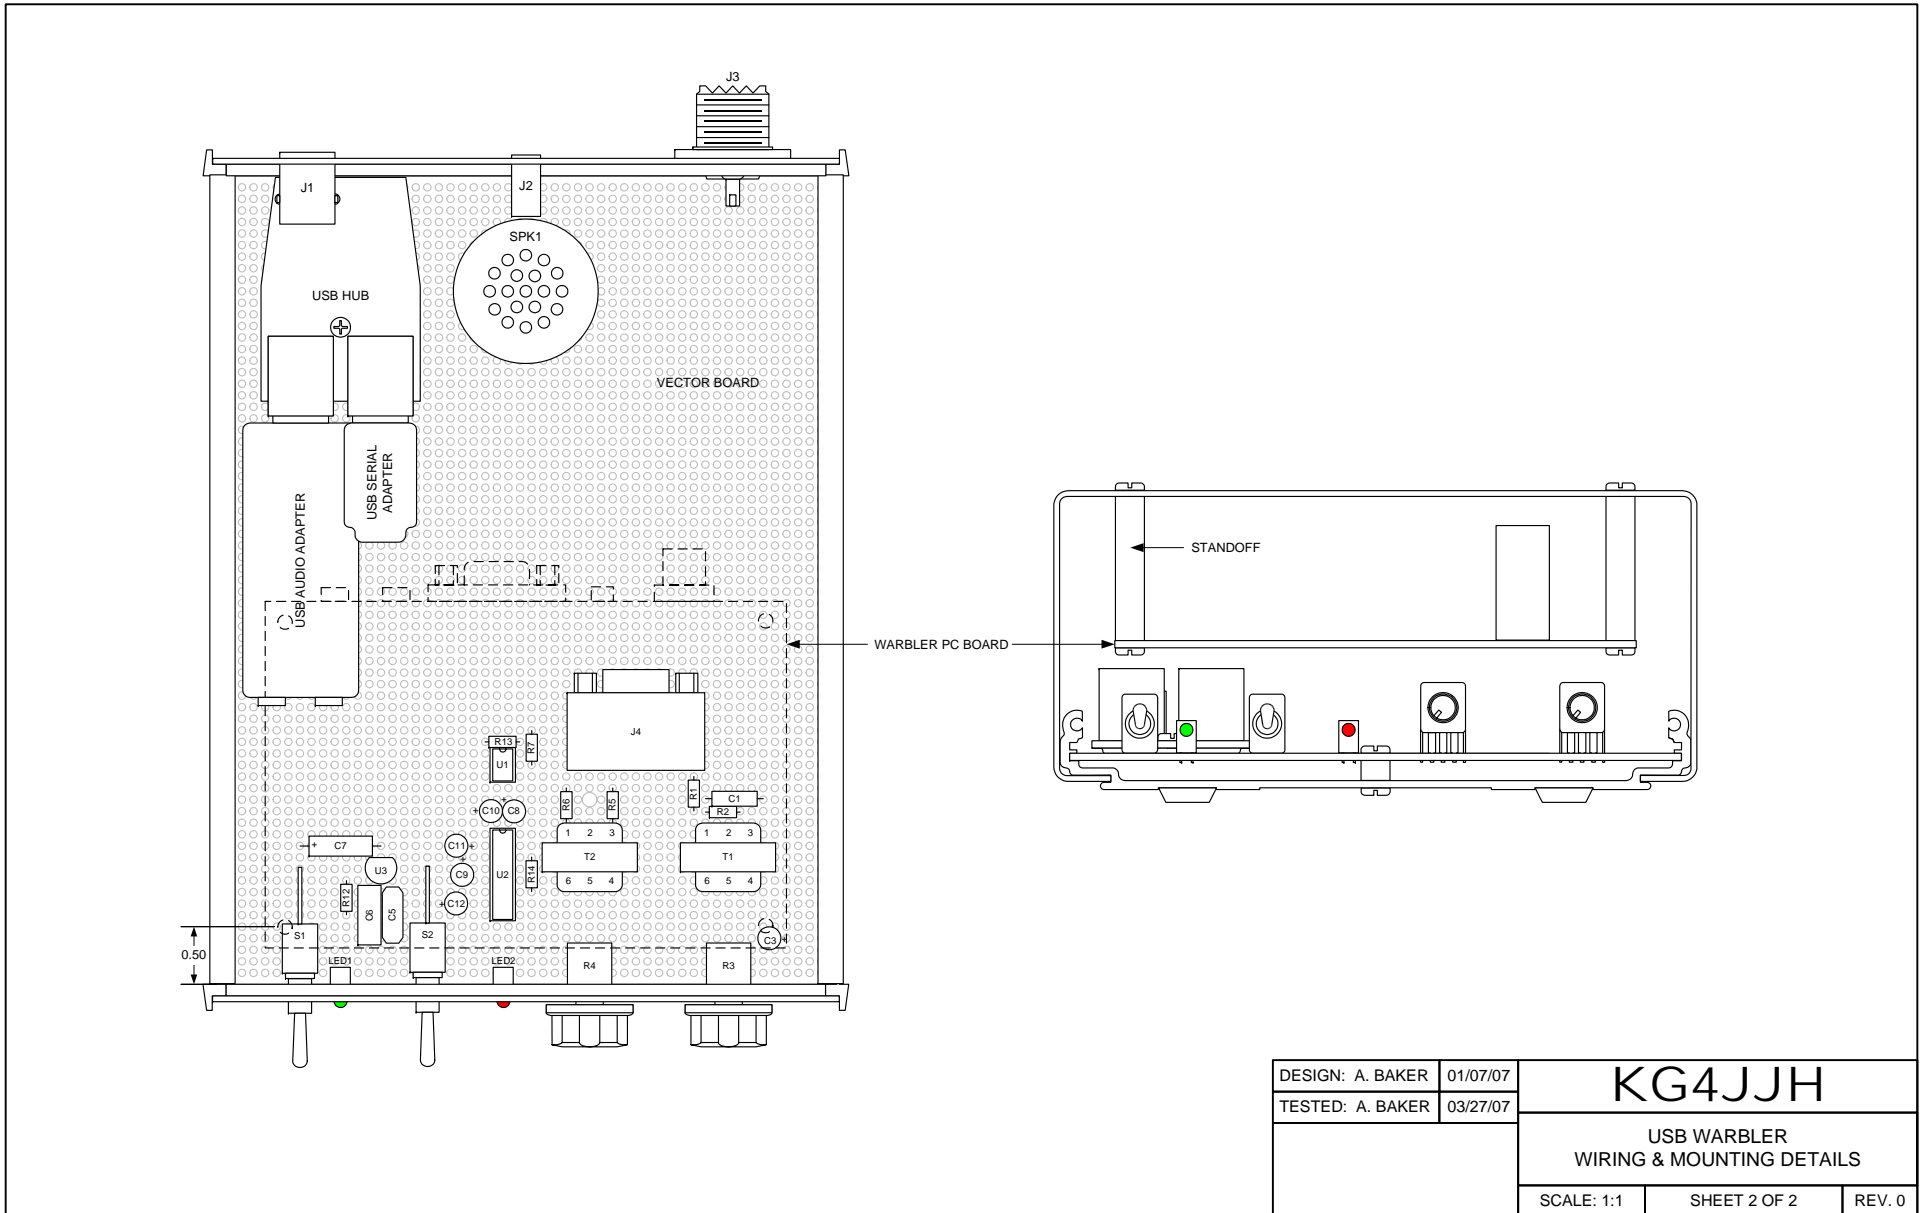 J3
J1
J2
SPK1
USB HUB
VECTOR BOARD
USB SERIAL
ADAPTER
USB AUDIO ADAPTER
STANDOFF
WARBLER PC BOARD
J4
R13
R7
U1
R1
C1
R2
R6
R5
+
C10
+
C8
1 2 3
T2
6 5 4
1 2 3
T1
6 5 4
+
C7
U3
C11
+
+
C9
+
C12
U2
R14
R12
C6
C5
S1
S2
C3
+
0.50
LED1
LED2
R4
R3
DESIGN: A. BAKER
01/07/07
TESTED: A. BAKER
03/27/07
KG4JJH
USB WARBLER
WIRING & MOUNTING DETAILS
SCALE: 1:1
SHEET 2 OF 2
REV. 0